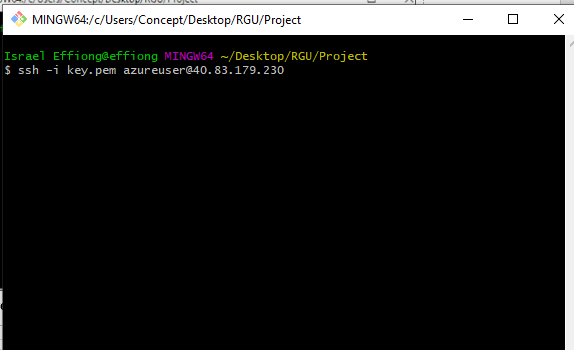 MINGW64:/c/Users/Concept/Desktop/RGU/Project
Israel Effiong@effiong MINGW64 ~/Desktop/RGU/Project
$ ssh -i key.pem azureuser@40.83.179.230